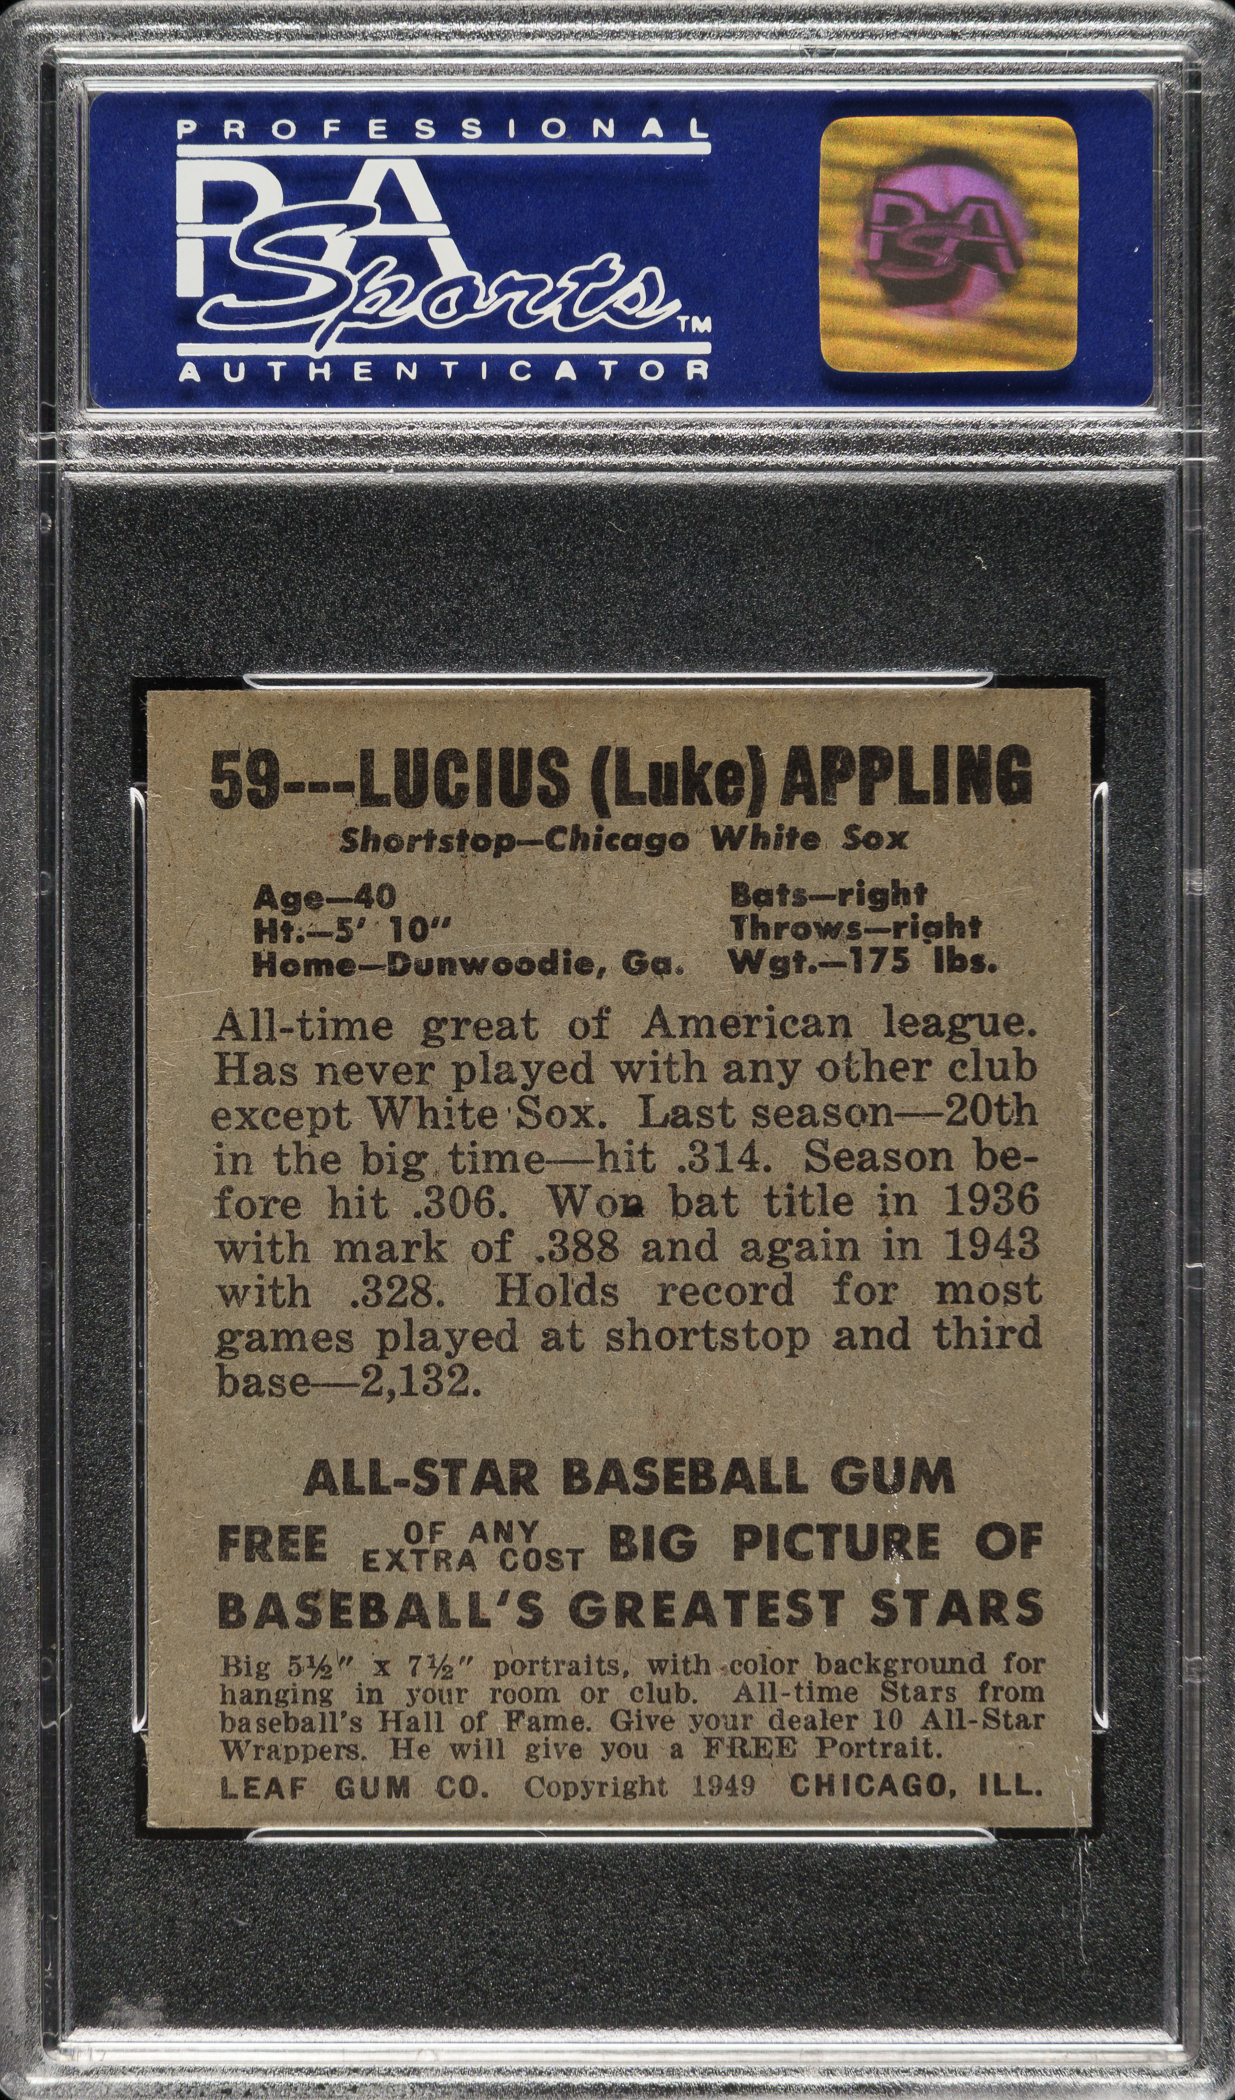 PROFESSIONAL
PSA
Sports™
AUTHENTICATOR
PSA
59---LUCIUS (Luke) APPLING
Shortstop—Chicago White Sox
Age—40 Bats—right
Ht.—5' 10" Throws—right
Home—Dunwoodie, Ga. Wgt.—175 lbs.
All-time great of American league.
Has never played with any other club
except White Sox. Last season—20th
in the big time—hit .314. Season be-
fore hit .306. Won bat title in 1936
with mark of .388 and again in 1943
with .328. Holds record for most
games played at shortstop and third
base—2,132.
ALL-STAR BASEBALL GUM
FREE OF ANY EXTRA COST BIG PICTURE OF
BASEBALL'S GREATEST STARS
Big 5½" x 7½" portraits, with color background for
hanging in your room or club. All-time Stars from
baseball's Hall of Fame. Give your dealer 10 All-Star
Wrappers. He will give you a FREE Portrait.
LEAF GUM CO. Copyright 1949 CHICAGO, ILL.